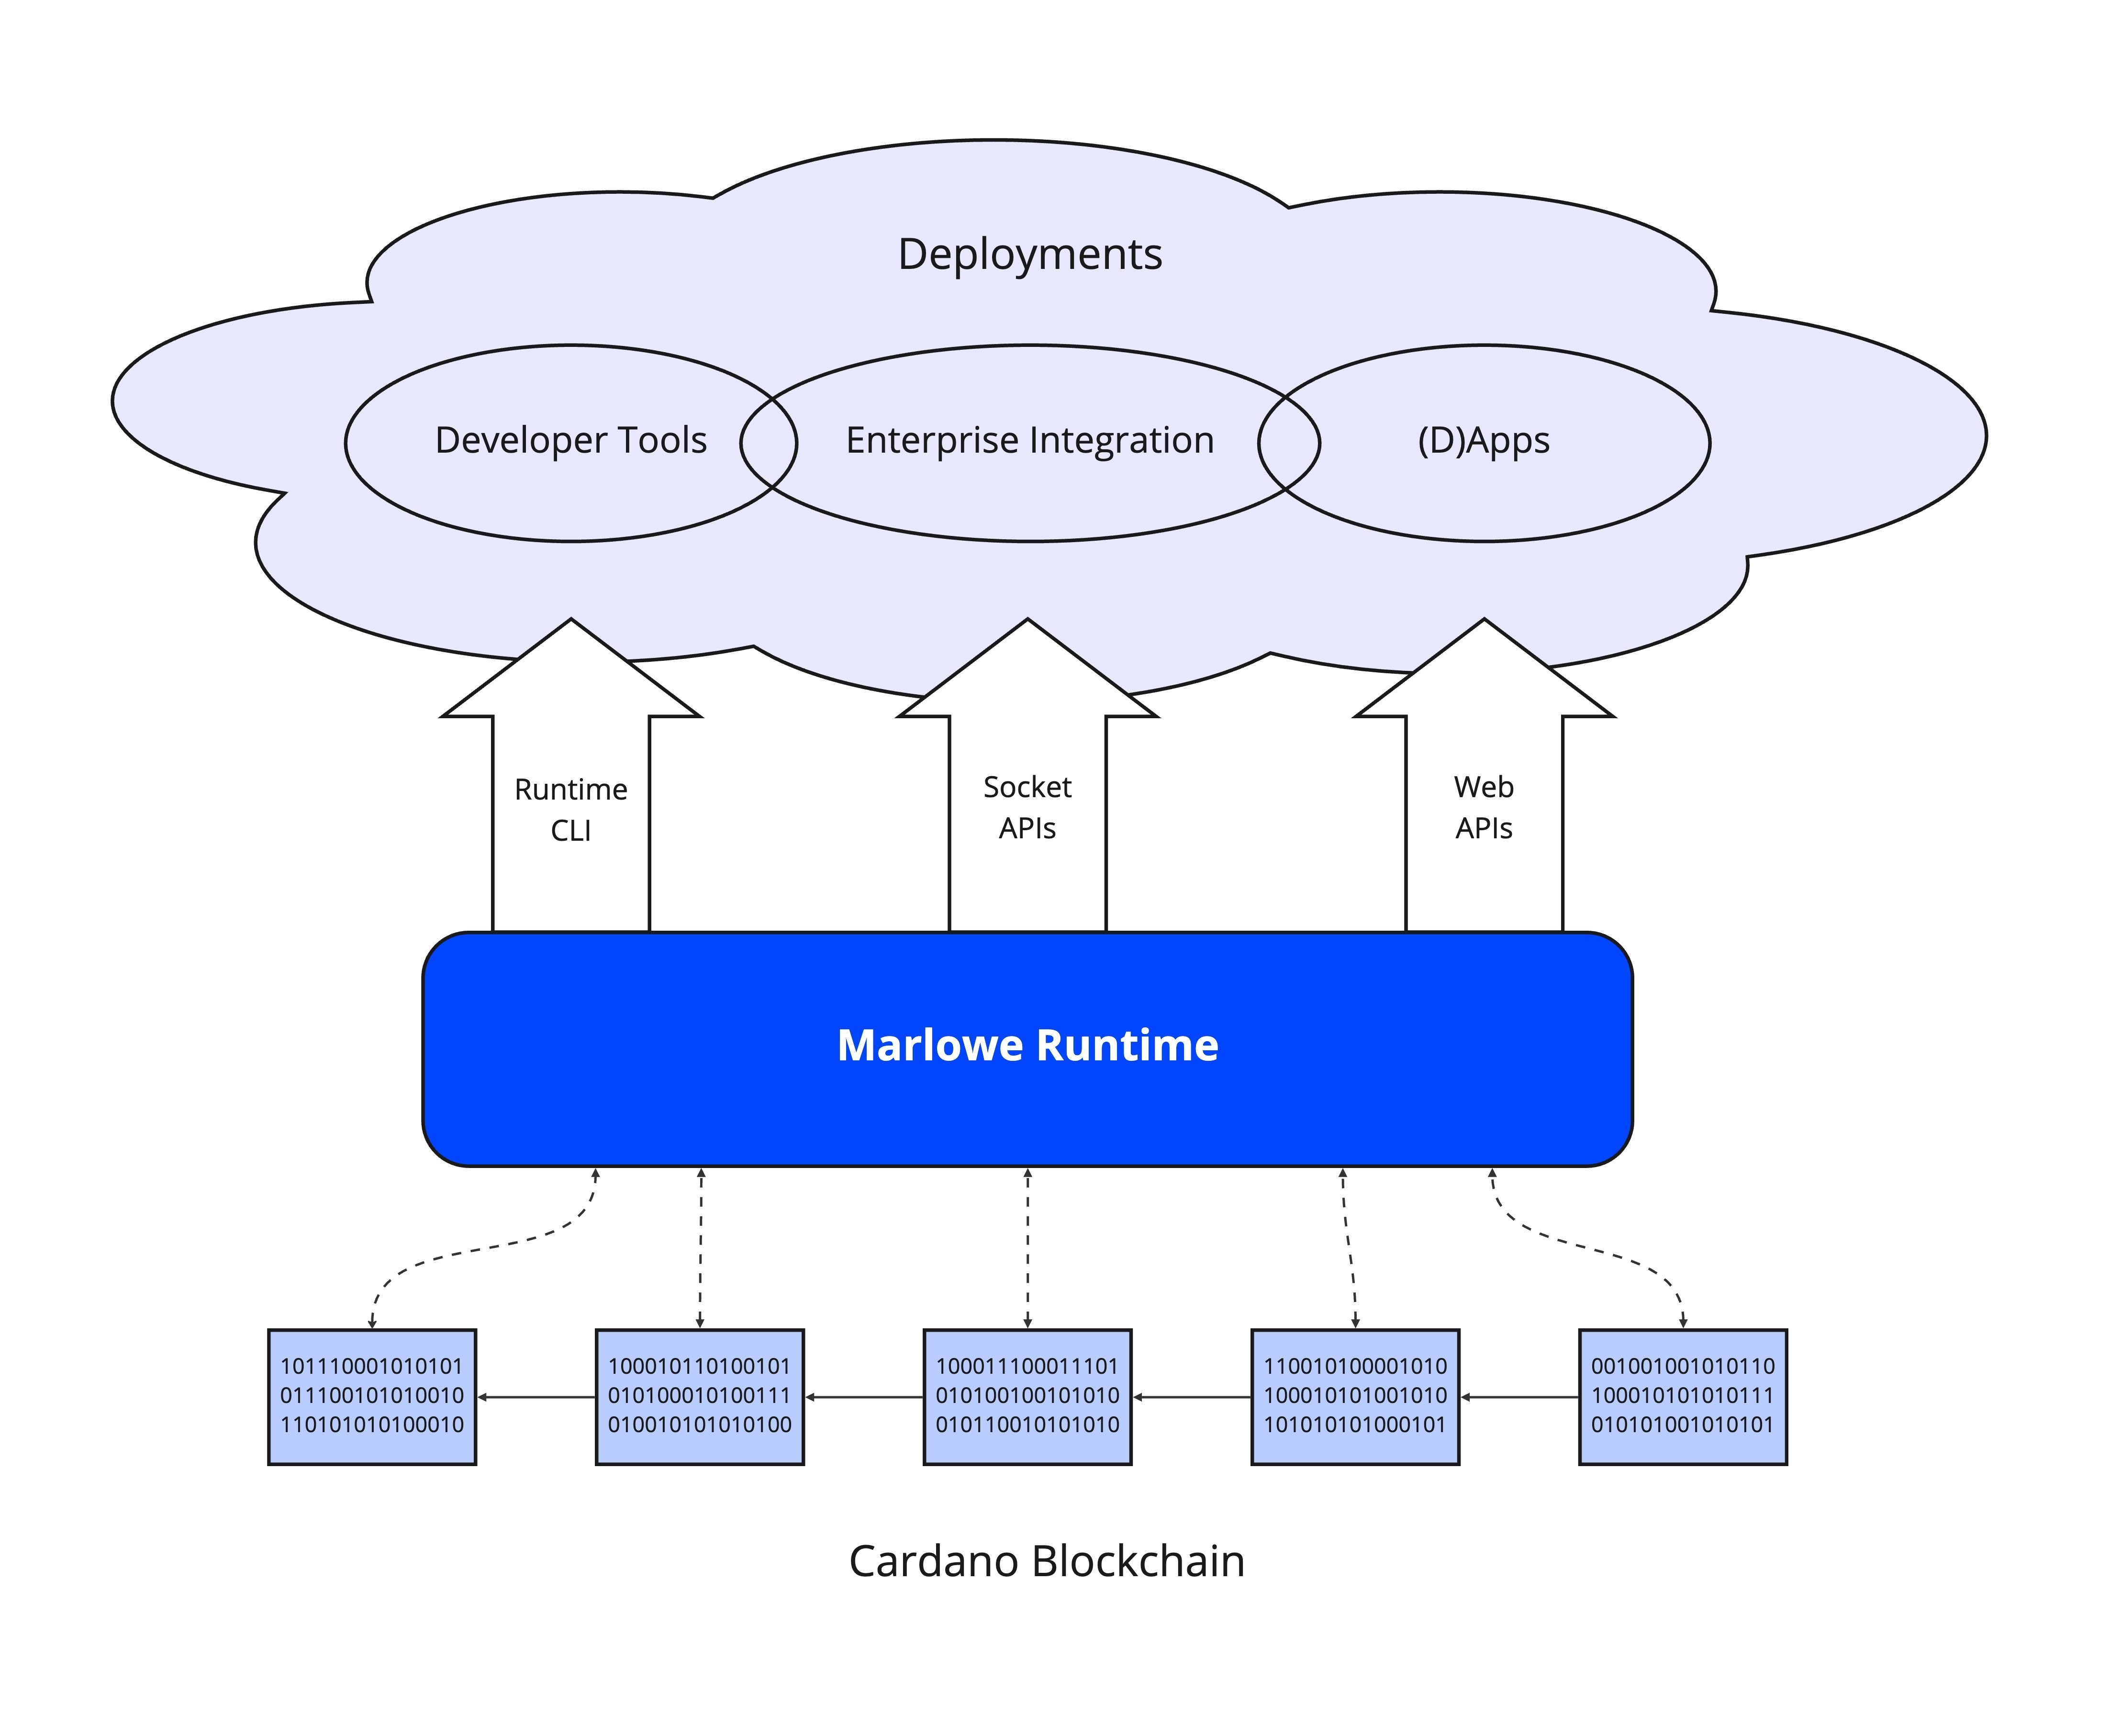 Deployments
Developer Tools
Enterprise Integration
(D)Apps
Runtime
CLI
Socket
APIs
Web
APIs
Marlowe Runtime
101110001010101
011100101010010
110101010100010
100010110100101
010100010100111
010010101010100
100011100011101
010100100101010
010110010101010
110010100001010
100010101001010
101010101000101
001001001010110
100010101010111
010101001010101
Cardano Blockchain